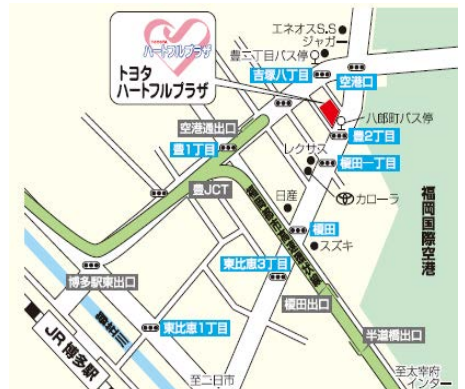 エネオスS.S
ジャガー
ハートフルプラザ
豊三丁目バス停
トヨタ
ハートフルプラザ
吉塚八丁目
空港口
八郎町バス停
空港通出口
豊2丁目
豊1丁目
レクサス
榎田一丁目
豊JCT
カローラ
日産
福岡国際空港
榎田
スズキ
東比恵3丁目
博多駅東出口
榎田出口
東比恵1丁目
半道橋出口
JR博多駅
至二日市
至太宰府
インター